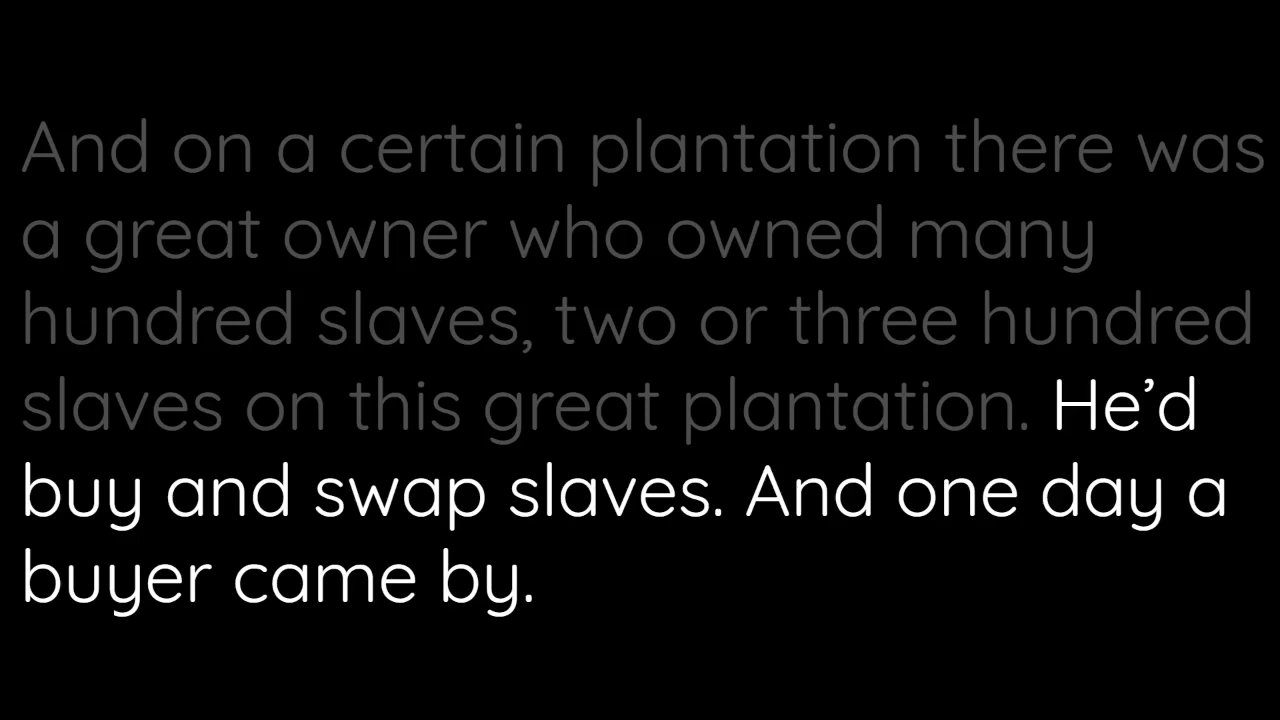 And on a certain plantation there was
a great owner who owned many
hundred slaves, two or three hundred
slaves on this great plantation. He’d
buy and swap slaves. And one day a
buyer came by.